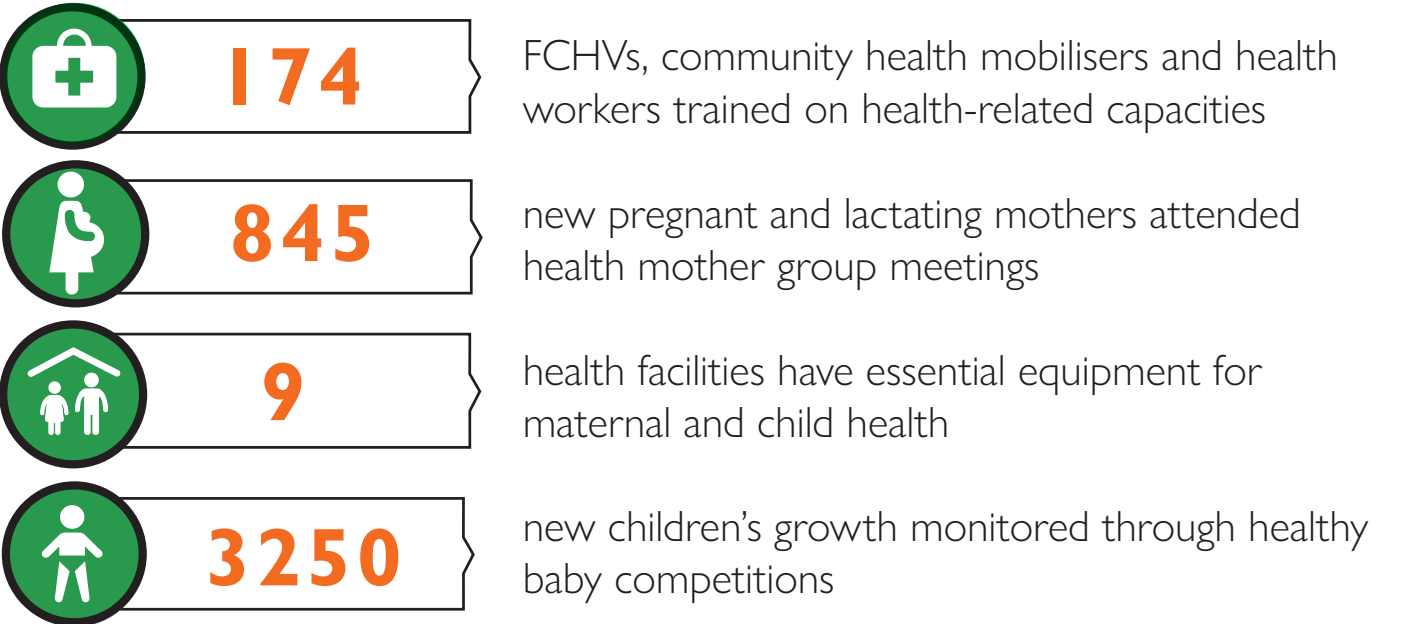 174
FCHVs, community health mobilisers and health
workers trained on health-related capacities
845
new pregnant and lactating mothers attended
health mother group meetings
9
health facilities have essential equipment for
maternal and child health
3250
new children’s growth monitored through healthy
baby competitions